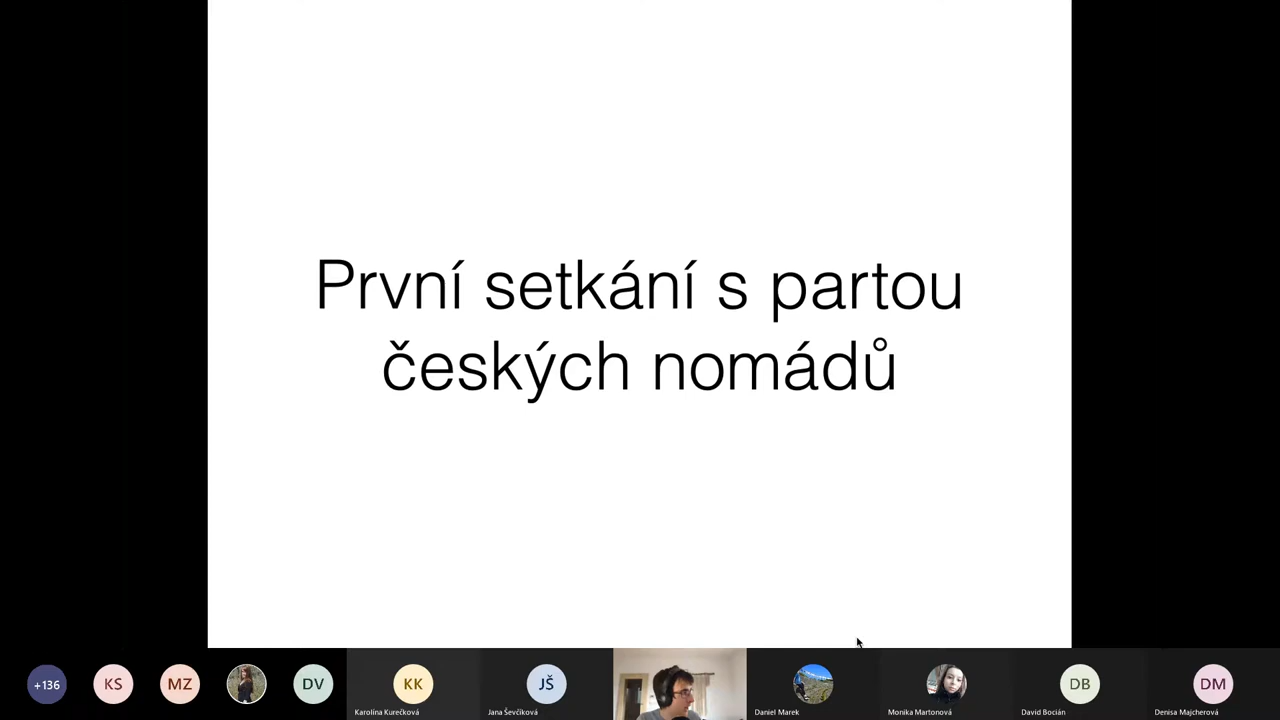 První setkání s partou
českých nomádů
+136
KS
MZ
DV
KK
JŠ
DB
DM
Karolína Kurečková
Jana Ševčíková
Daniel Marek
Monika Martonová
David Bocián
Denisa Majcherová